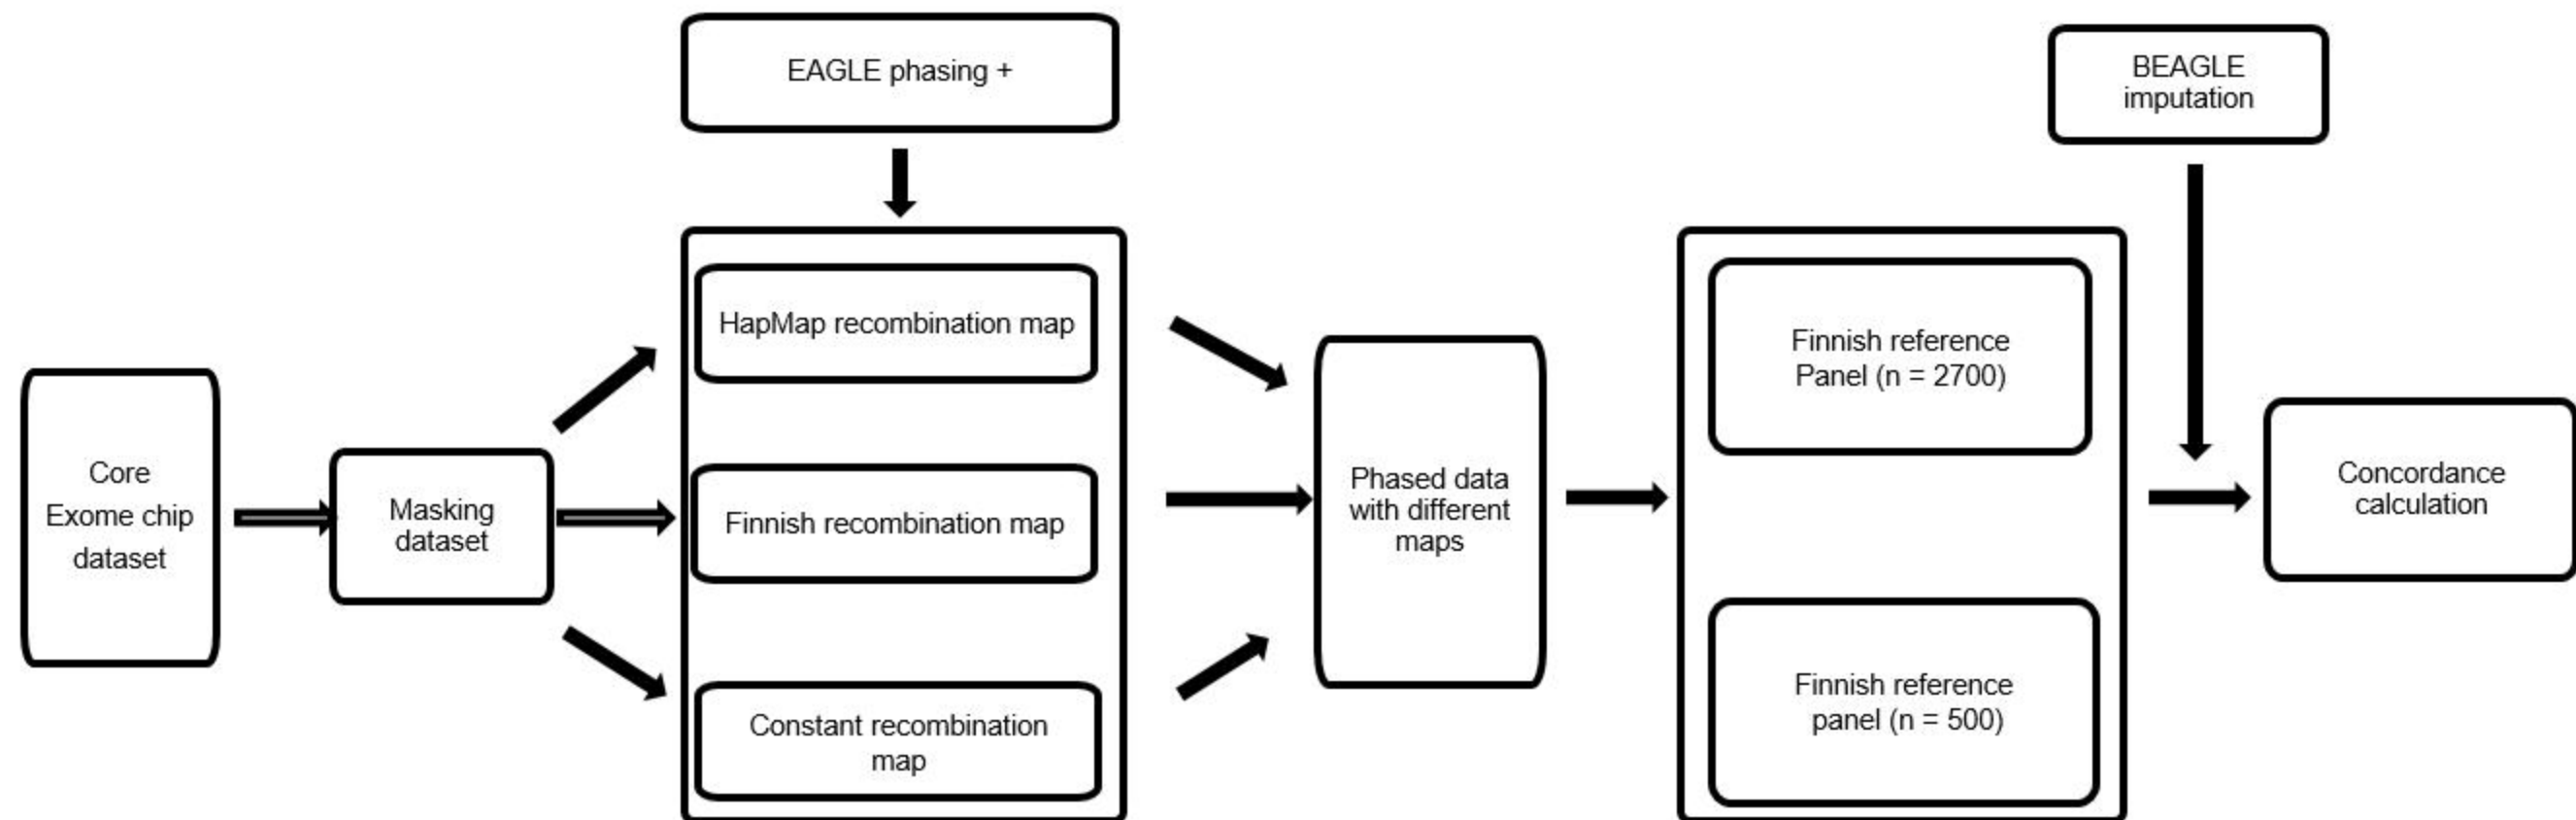 EAGLE phasing +
BEAGLE
imputation
Core
Exome chip
dataset
Masking
dataset
HapMap recombination map
Finnish recombination map
Constant recombination
map
Phased data
with different
maps
Finnish reference
Panel (n = 2700)
Finnish reference
panel (n = 500)
Concordance
calculation